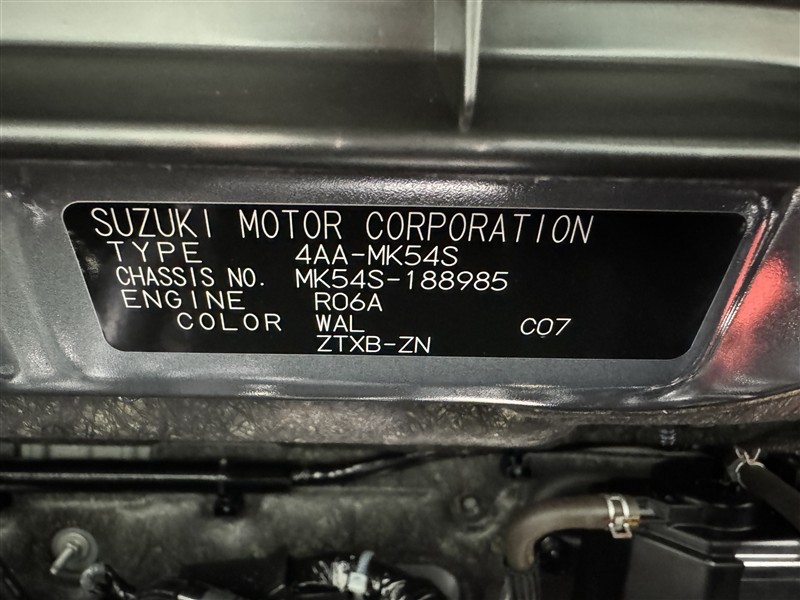 SUZUKI MOTOR CORPORATION
TYPE 4AA-MK54S
CHASSIS NO. MK54S-188985
ENGINE R06A
COLOR WAL C07
ZTXB-ZN